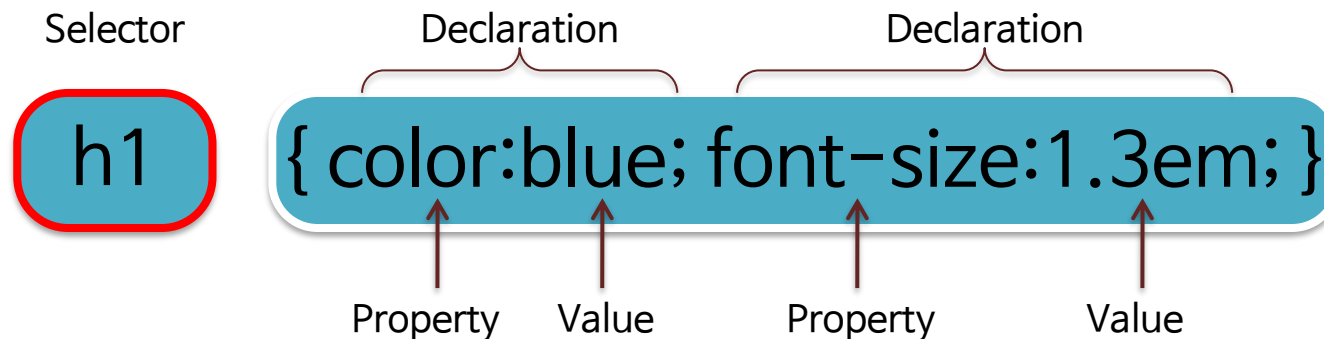 Selector Declaration Declaration
h1 { color:blue; font-size:1.3em; }
Property Value Property Value